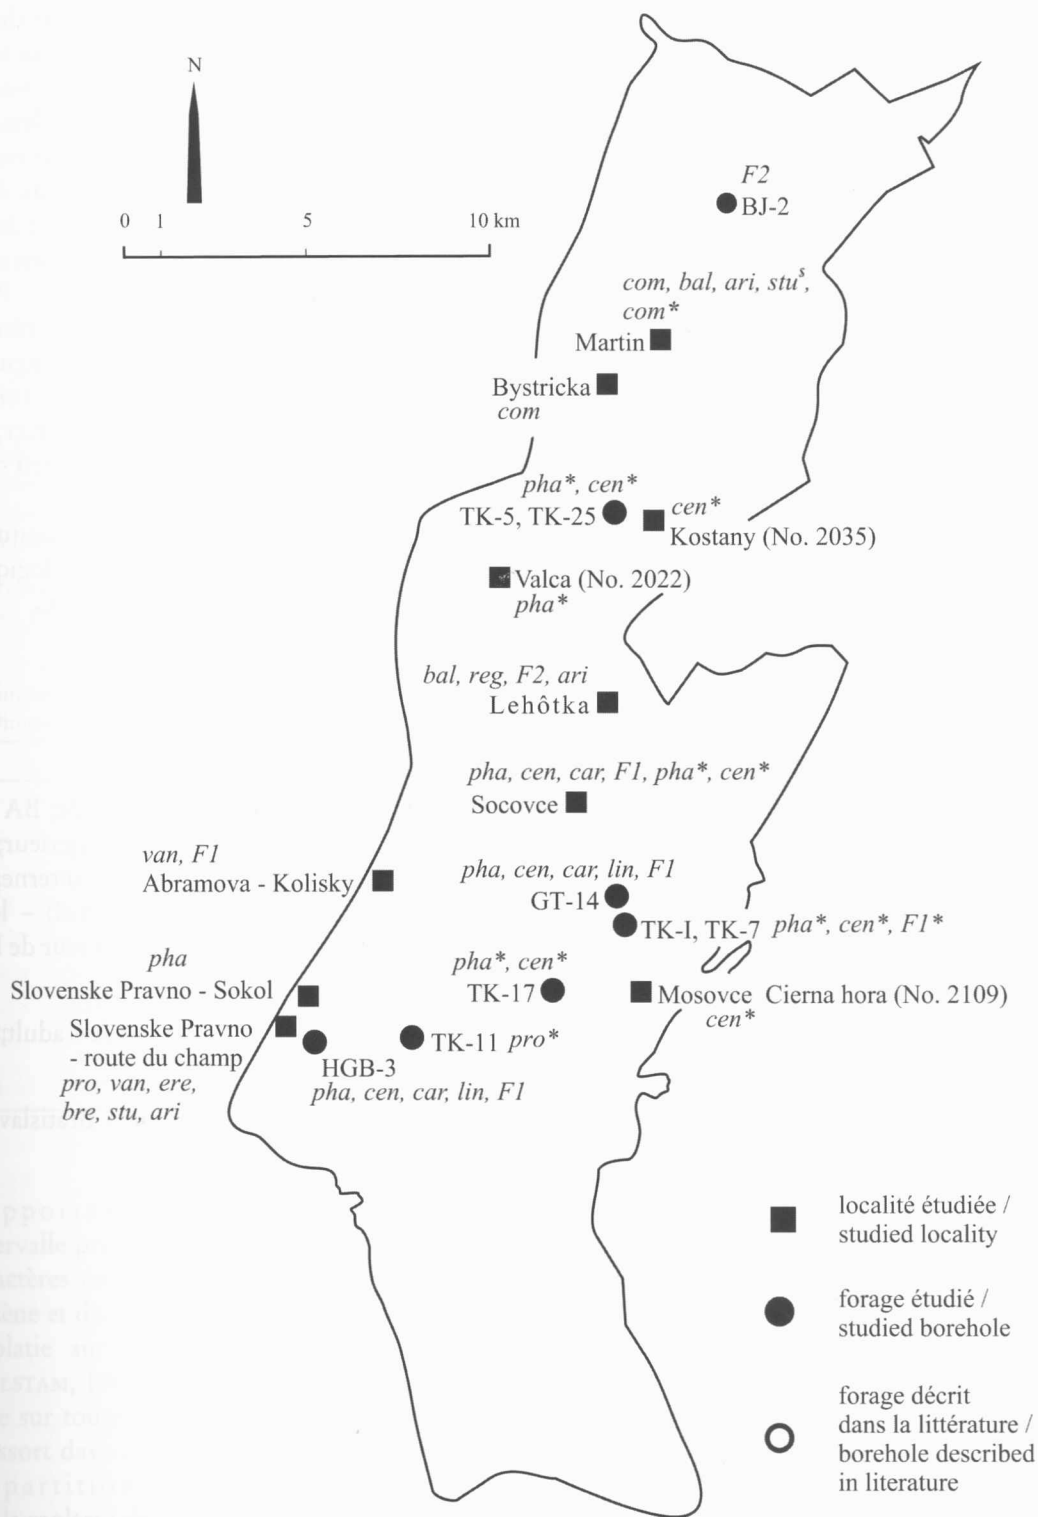 N
0 1 5 10 km
F2
BJ-2
com, bal, ari, stuˢ,
com*
Martin
Bystricka
com
pha*, cen*
TK-5, TK-25
cen*
Kostany (No. 2035)
Valca (No. 2022)
pha*
bal, reg, F2, ari
Lehôtka
pha, cen, car, F1, pha*, cen*
Socovce
van, F1
Abramova - Kolisky
pha, cen, car, lin, F1
GT-14
TK-I, TK-7 pha*, cen*, F1*
pha
Slovenske Pravno - Sokol
pha*, cen*
TK-17
Mosovce Cierna hora (No. 2109)
cen*
Slovenske Pravno
- route du champ
pro, van, ere,
bre, stu, ari
HGB-3
pha, cen, car, lin, F1
TK-11 pro*
localité étudiée /
studied locality
forage étudié /
studied borehole
forage décrit
dans la littérature /
borehole described
in literature